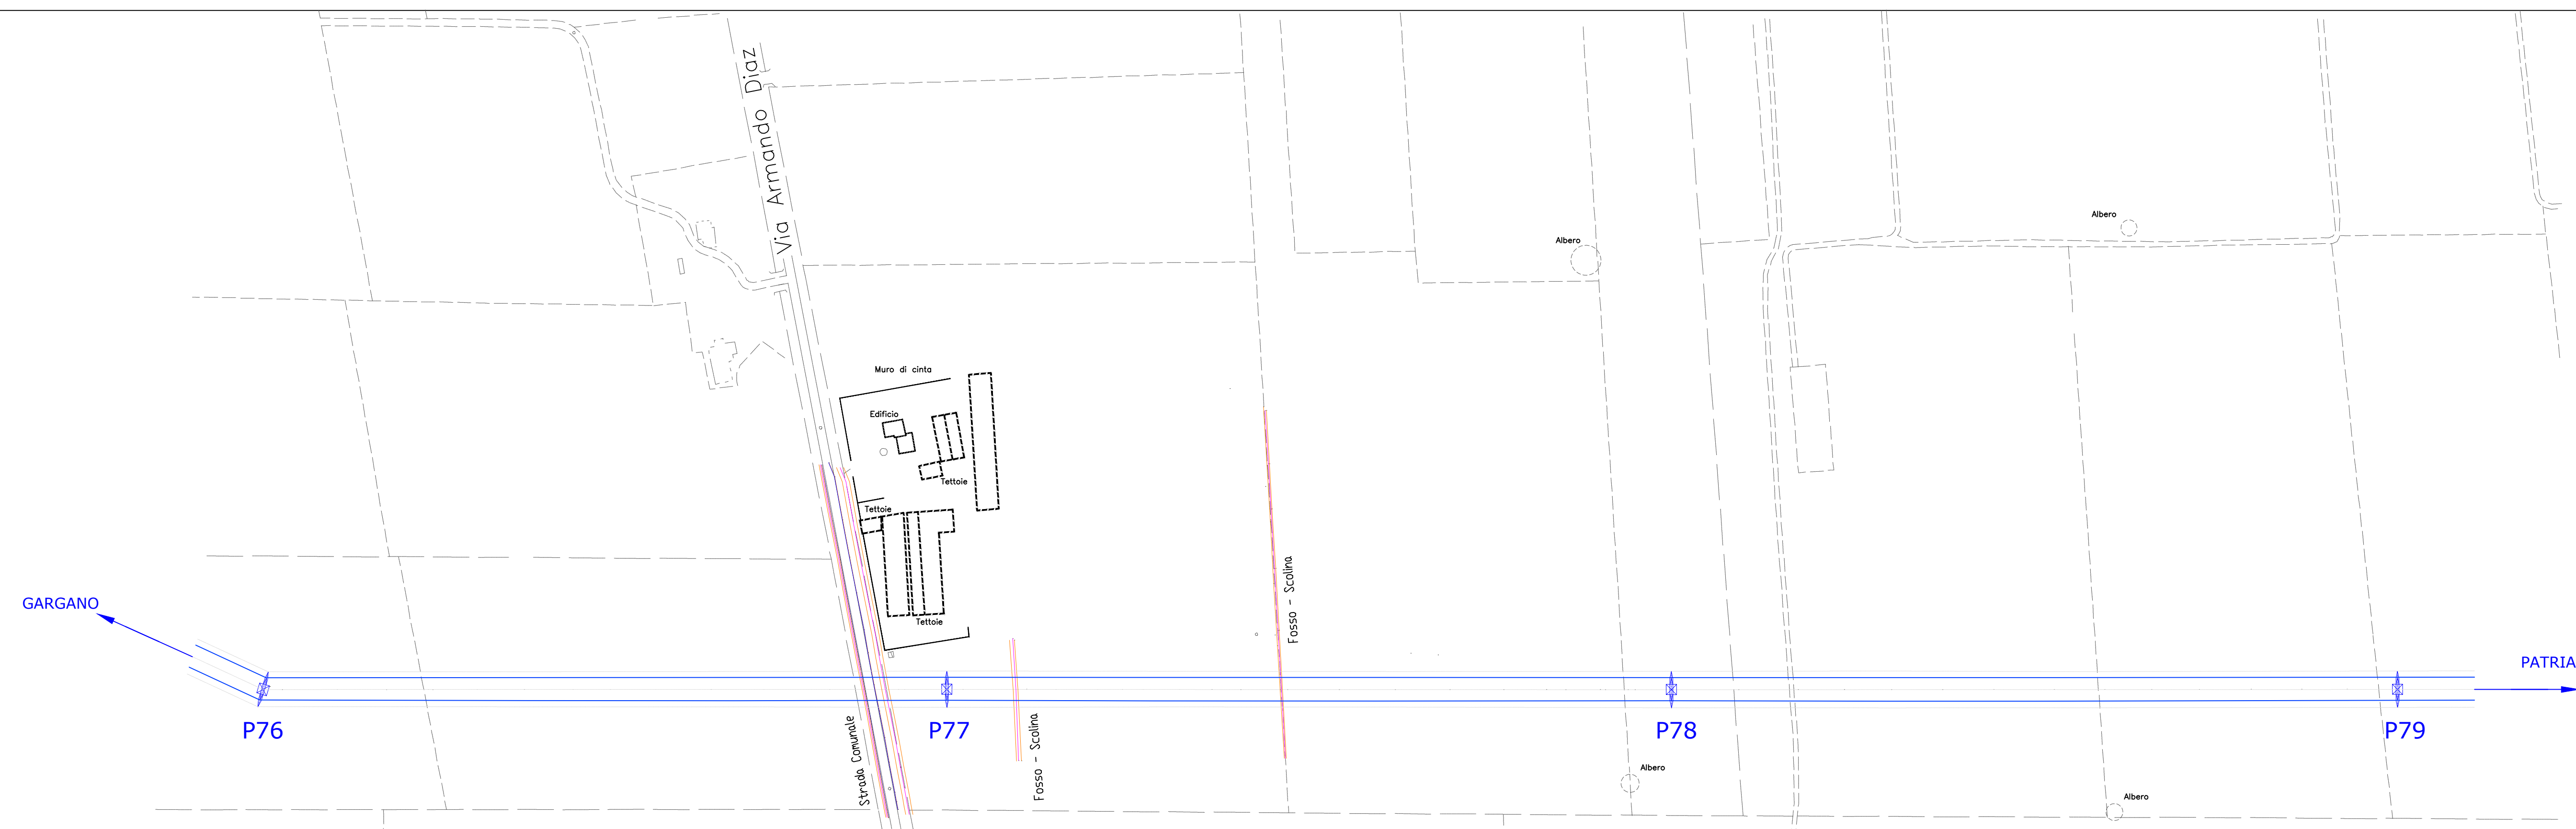 Via Armando Diaz
Albero
Albero
Muro di cinta
Edificio
Tettoie
Tettoie
Fosso - Scolina
GARGANO
Tettoie
PATRIA
P76
Strada Comunale
P77
Fosso - Scolina
P78
P79
Albero
Albero